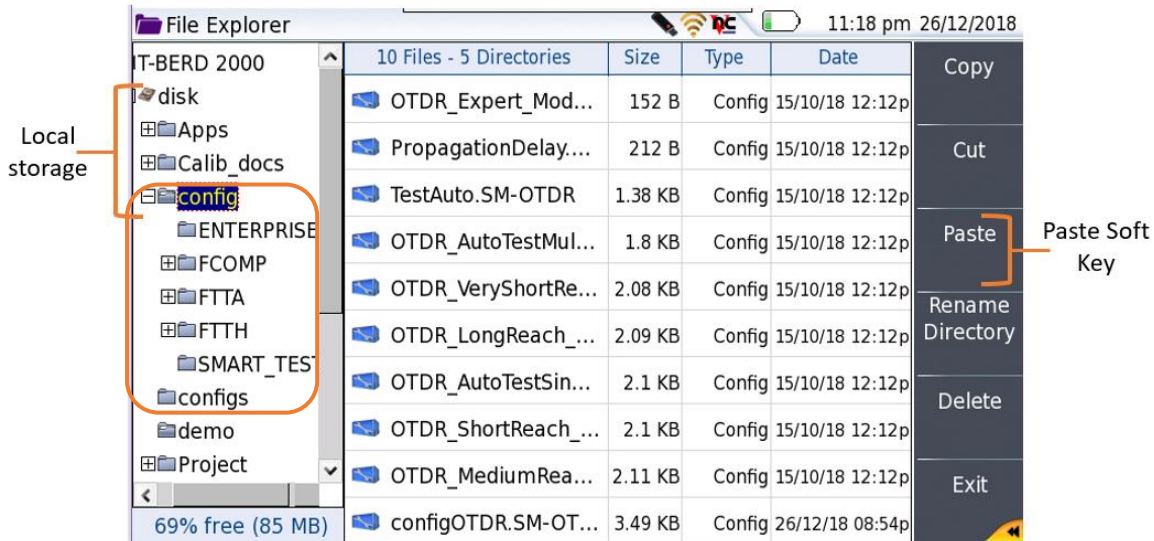 File Explorer
11:18 pm 26/12/2018
T-BERD 2000
disk
Apps
Calib_docs
config
ENTERPRISE
FCOMP
FTTA
FTTH
SMART_TEST
configs
demo
Project
69% free (85 MB)
Local
storage
10 Files - 5 Directories Size Type Date
OTDR_Expert_Mod... 152 B Config 15/10/18 12:12p
PropagationDelay.... 212 B Config 15/10/18 12:12p
TestAuto.SM-OTDR 1.38 KB Config 15/10/18 12:12p
OTDR_AutoTestMul... 1.8 KB Config 15/10/18 12:12p
OTDR_VeryShortRe... 2.08 KB Config 15/10/18 12:12p
OTDR_LongReach_... 2.09 KB Config 15/10/18 12:12p
OTDR_AutoTestSin... 2.1 KB Config 15/10/18 12:12p
OTDR_ShortReach_... 2.1 KB Config 15/10/18 12:12p
OTDR_MediumRea... 2.11 KB Config 15/10/18 12:12p
configOTDR.SM-OT... 3.49 KB Config 26/12/18 08:54p
Copy
Cut
Paste
Rename
Directory
Delete
Exit
Paste Soft
Key